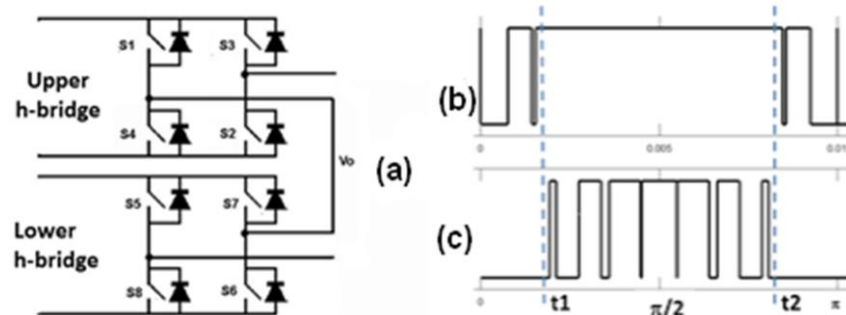 S1
S3
Upper
h-bridge
S4
S2
Vo
(a)
S5
S7
Lower
h-bridge
S8
S6
(b)
0
0.005
0.01
(c)
0
t1
π/2
t2
π